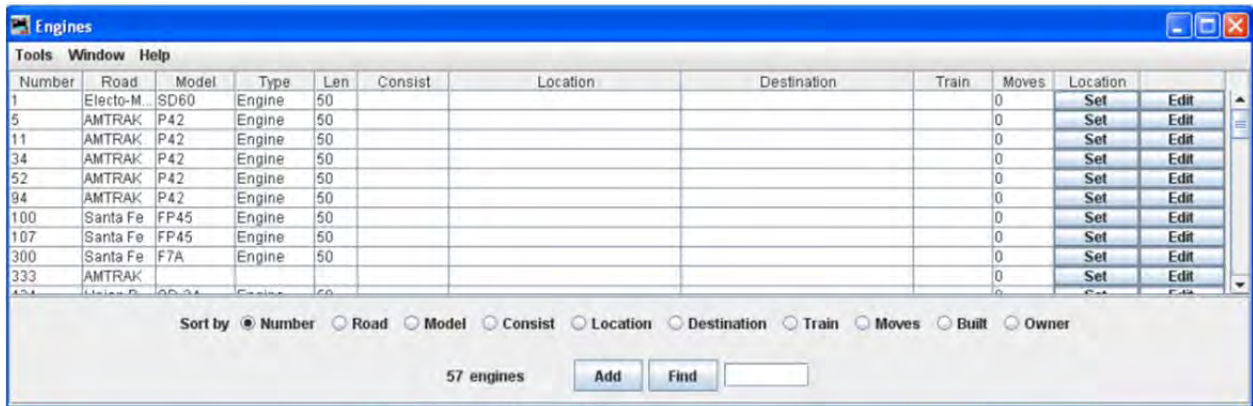 Engines
Tools Window Help
Number Road Model Type Len Consist Location Destination Train Moves Location
1 Electo-M... SD60 Engine 50 0 Set Edit
5 AMTRAK P42 Engine 50 0 Set Edit
11 AMTRAK P42 Engine 50 0 Set Edit
34 AMTRAK P42 Engine 50 0 Set Edit
52 AMTRAK P42 Engine 50 0 Set Edit
94 AMTRAK P42 Engine 50 0 Set Edit
100 Santa Fe FP45 Engine 50 0 Set Edit
107 Santa Fe FP45 Engine 50 0 Set Edit
300 Santa Fe F7A Engine 50 0 Set Edit
333 AMTRAK 0 Set Edit
Sort by Number Road Model Consist Location Destination Train Moves Built Owner
57 engines Add Find